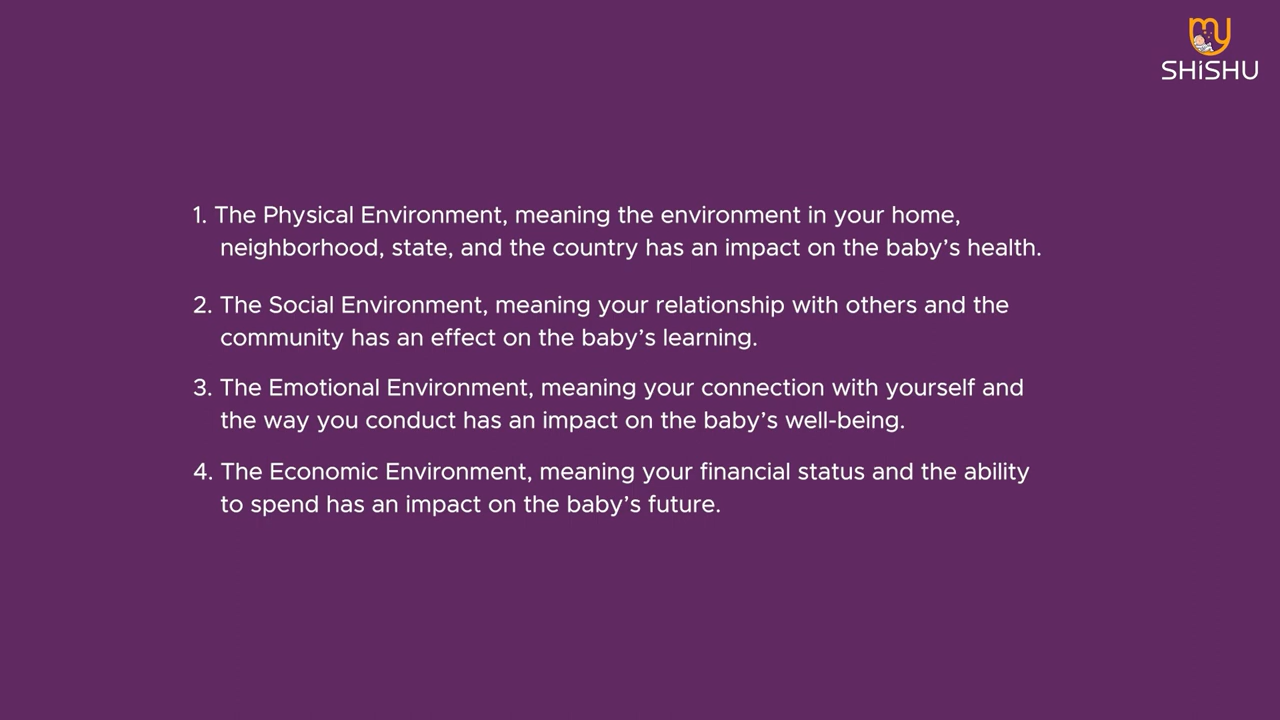 my
SHiSHU
1. The Physical Environment, meaning the environment in your home,
neighborhood, state, and the country has an impact on the baby’s health.
2. The Social Environment, meaning your relationship with others and the
community has an effect on the baby’s learning.
3. The Emotional Environment, meaning your connection with yourself and
the way you conduct has an impact on the baby’s well-being.
4. The Economic Environment, meaning your financial status and the ability
to spend has an impact on the baby’s future.